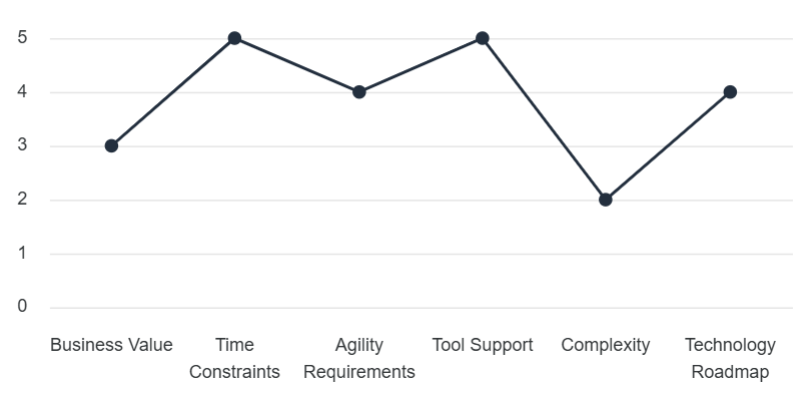 5
4
3
2
1
0
Business Value
Time
Constraints
Agility
Requirements
Tool Support
Complexity
Technology
Roadmap